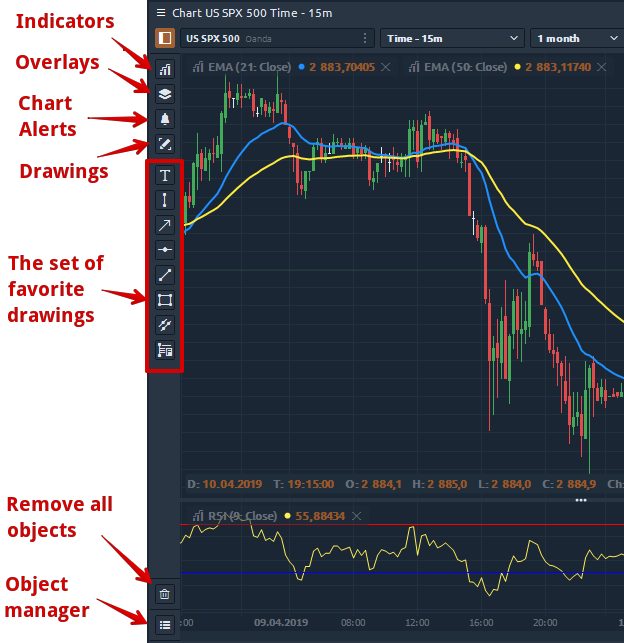 Indicators
Overlays
Chart
Alerts
Drawings
The set of
favorite
drawings
Remove all
objects
Object
manager
Chart US SPX 500 Time - 15m
US SPX 500 Oanda
Time - 15m
1 month
EMA (21: Close) 2 883,70405
EMA (50: Close) 2 883,11740
T
D: 10.04.2019 T: 19:15:00 O: 2 884,1 H: 2 885,0 L: 2 884,0 C: 2 884,9 Ch:
RSI (9: Close) 55,88434
:00 09.04.2019 08:00 12:00 16:00 20:00 1